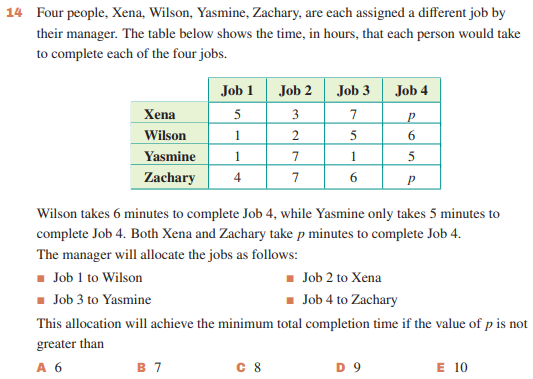 14 Four people, Xena, Wilson, Yasmine, Zachary, are each assigned a different job by
their manager. The table below shows the time, in hours, that each person would take
to complete each of the four jobs.
Job 1 Job 2 Job 3 Job 4
Xena 5 3 7 p
Wilson 1 2 5 6
Yasmine 1 7 1 5
Zachary 4 7 6 p
Wilson takes 6 minutes to complete Job 4, while Yasmine only takes 5 minutes to
complete Job 4. Both Xena and Zachary take p minutes to complete Job 4.
The manager will allocate the jobs as follows:
■ Job 1 to Wilson ■ Job 2 to Xena
■ Job 3 to Yasmine ■ Job 4 to Zachary
This allocation will achieve the minimum total completion time if the value of p is not
greater than
A 6 B 7 C 8 D 9 E 10